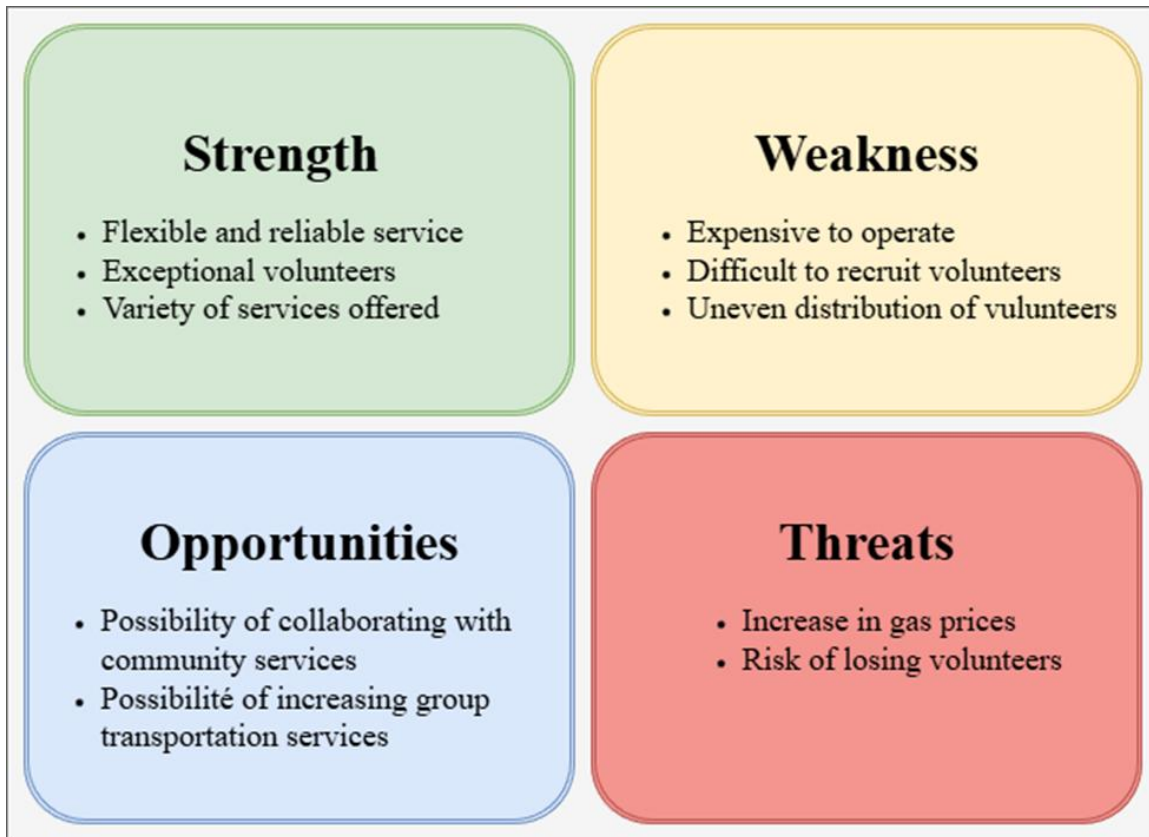 Strength
• Flexible and reliable service
• Exceptional volunteers
• Variety of services offered
Weakness
• Expensive to operate
• Difficult to recruit volunteers
• Uneven distribution of vulunteers
Opportunities
• Possibility of collaborating with
community services
• Possibilité of increasing group
transportation services
Threats
• Increase in gas prices
• Risk of losing volunteers